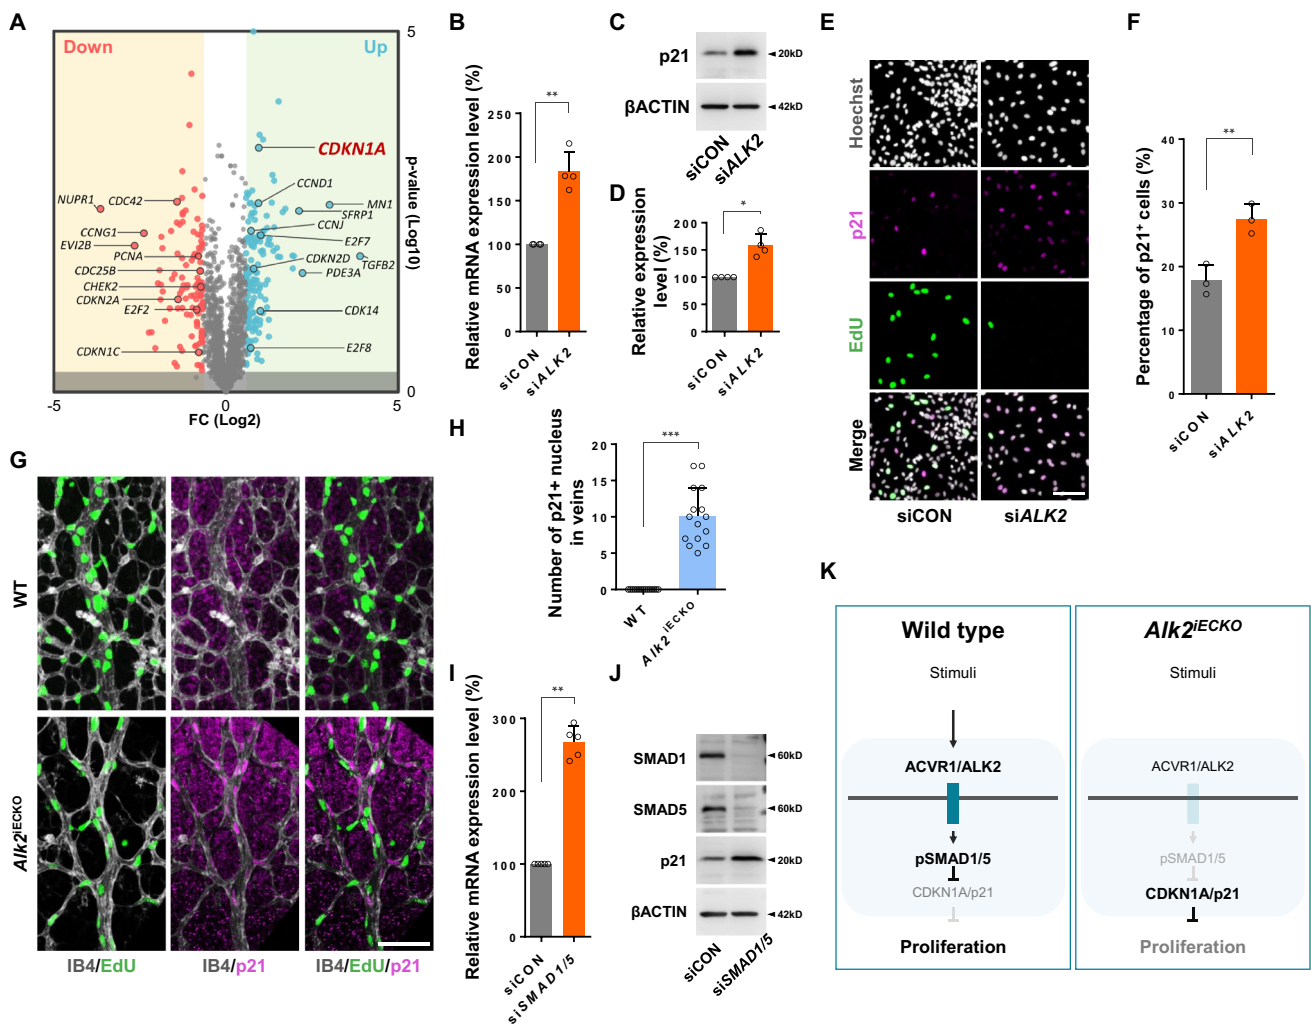 A
Down
Up
5
CDKN1A
CCND1
NUPR1
CDC42
MN1
SFRP1
CCNG1
CCNJ
EVI2B
E2F7
PCNA
CDKN2D
TGFB2
CDC25B
PDE3A
CHEK2
CDKN2A
E2F2
CDK14
CDKN1C
E2F8
p-value (Log10)
0
-5
0
5
FC (Log2)
B
Relative mRNA expression level (%)
250
200
150
100
50
0
**
siCON
siALK2
C
p21
20kD
βACTIN
42kD
siCON
siALK2
D
Relative expression
level (%)
200
150
100
50
0
*
siCON
siALK2
E
Hoechst
p21
EdU
Merge
siCON
siALK2
F
Percentage of p21+ cells (%)
40
30
20
10
0
**
siCON
siALK2
G
WT
Alk2iECKO
IB4/EdU
IB4/p21
IB4/EdU/p21
H
Number of p21+ nucleus
in veins
20
15
10
5
0
***
WT
Alk2iECKO
I
Relative mRNA expression level (%)
300
200
100
0
**
siCON
siSMAD1/5
J
SMAD1
60kD
SMAD5
60kD
p21
20kD
βACTIN
42kD
siCON
siSMAD1/5
K
Wild type
Stimuli
ACVR1/ALK2
pSMAD1/5
CDKN1A/p21
Proliferation
Alk2iECKO
Stimuli
ACVR1/ALK2
pSMAD1/5
CDKN1A/p21
Proliferation